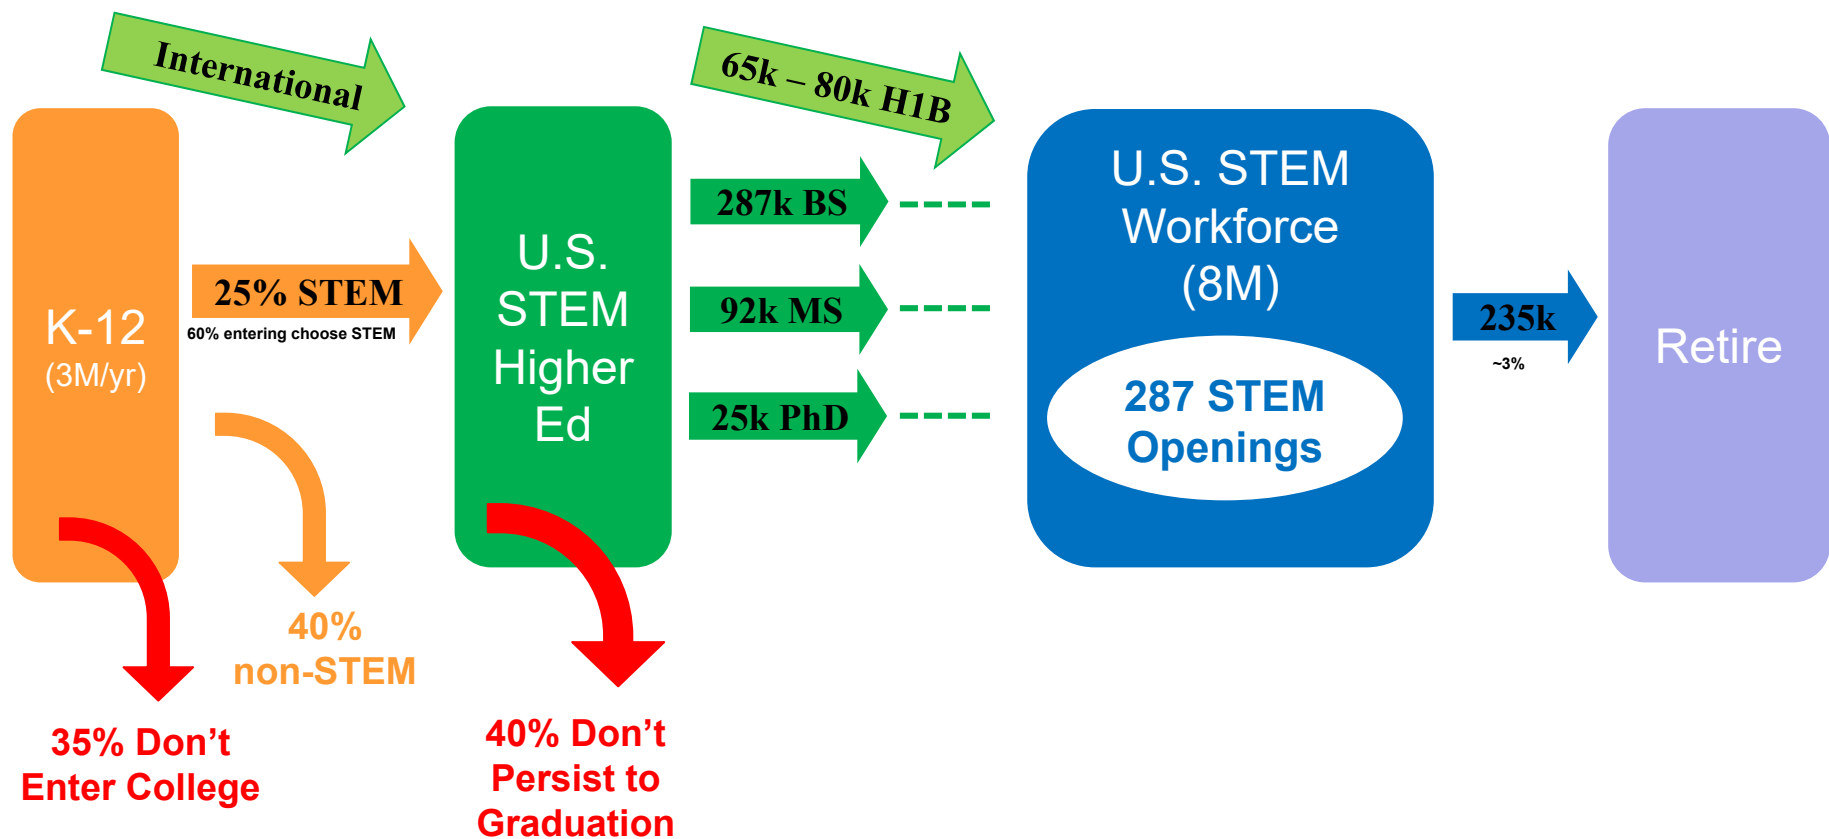 International
65k – 80k H1B
K-12
(3M/yr)
25% STEM
60% entering choose STEM
40%
non-STEM
35% Don’t
Enter College
U.S.
STEM
Higher
Ed
40% Don’t
Persist to
Graduation
287k BS
92k MS
25k PhD
U.S. STEM
Workforce
(8M)
287 STEM
Openings
235k
~3%
Retire